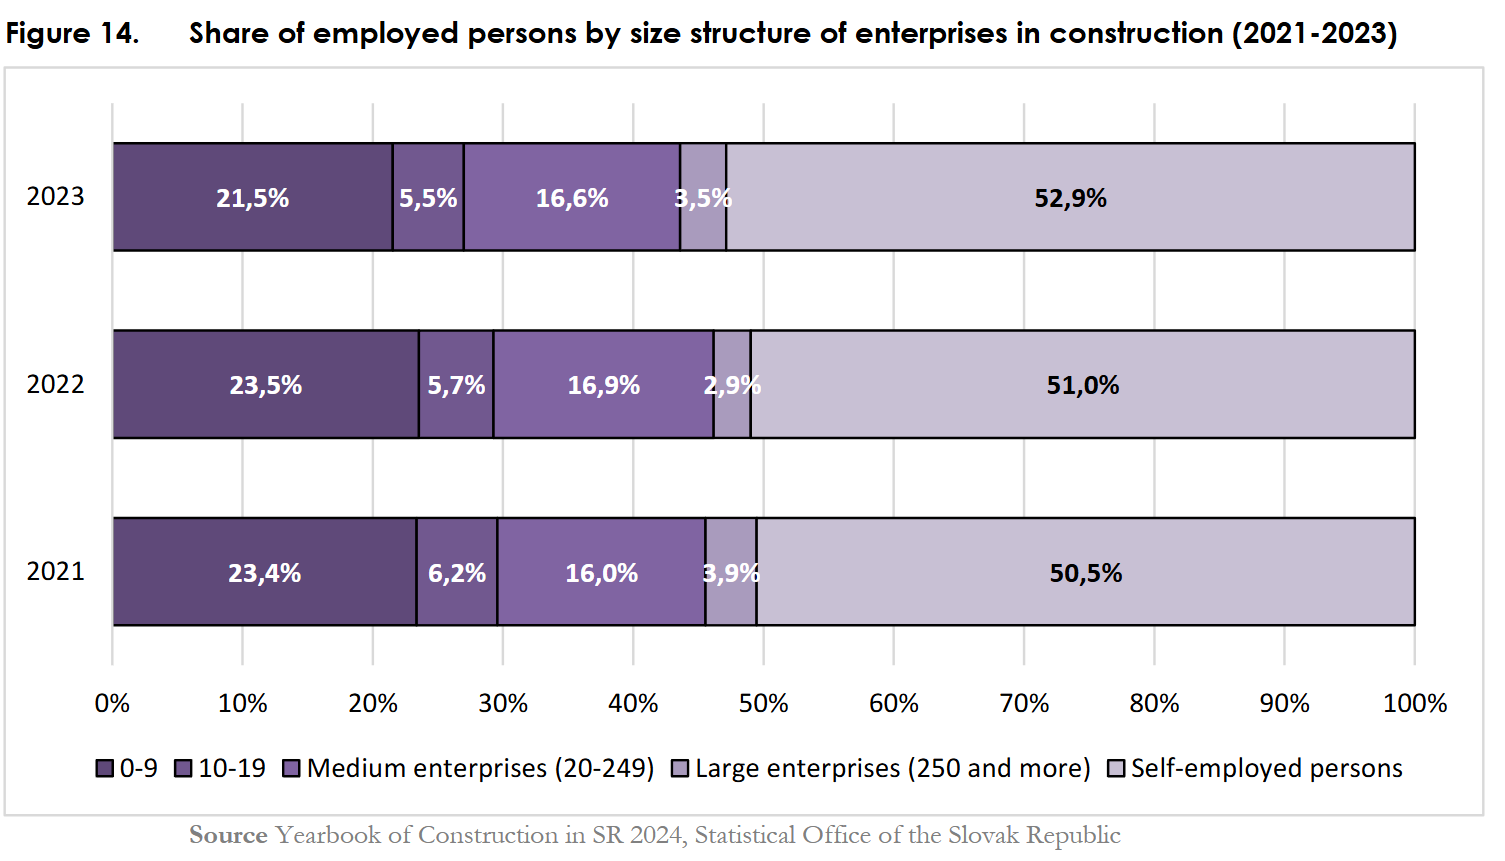 Figure 14. Share of employed persons by size structure of enterprises in construction (2021-2023)
2023 21,5% 5,5% 16,6% 3,5% 52,9%
2022 23,5% 5,7% 16,9% 2,9% 51,0%
2021 23,4% 6,2% 16,0% 3,9% 50,5%
0% 10% 20% 30% 40% 50% 60% 70% 80% 90% 100%
0-9 10-19 Medium enterprises (20-249) Large enterprises (250 and more) Self-employed persons
Source Yearbook of Construction in SR 2024, Statistical Office of the Slovak Republic